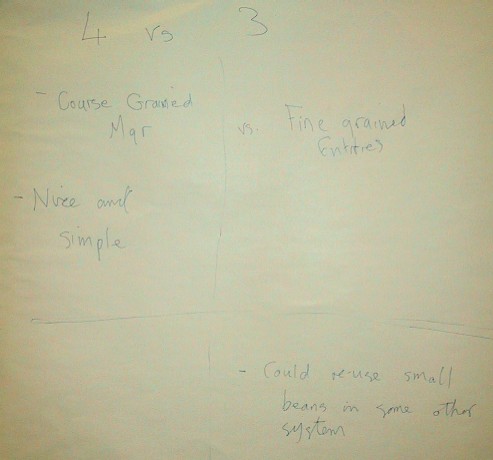 4 vs 3
- Course Grained
Mgr
vs. Fine grained
Entities
- Nice and
simple
- Could re-use small
beans in some other
system